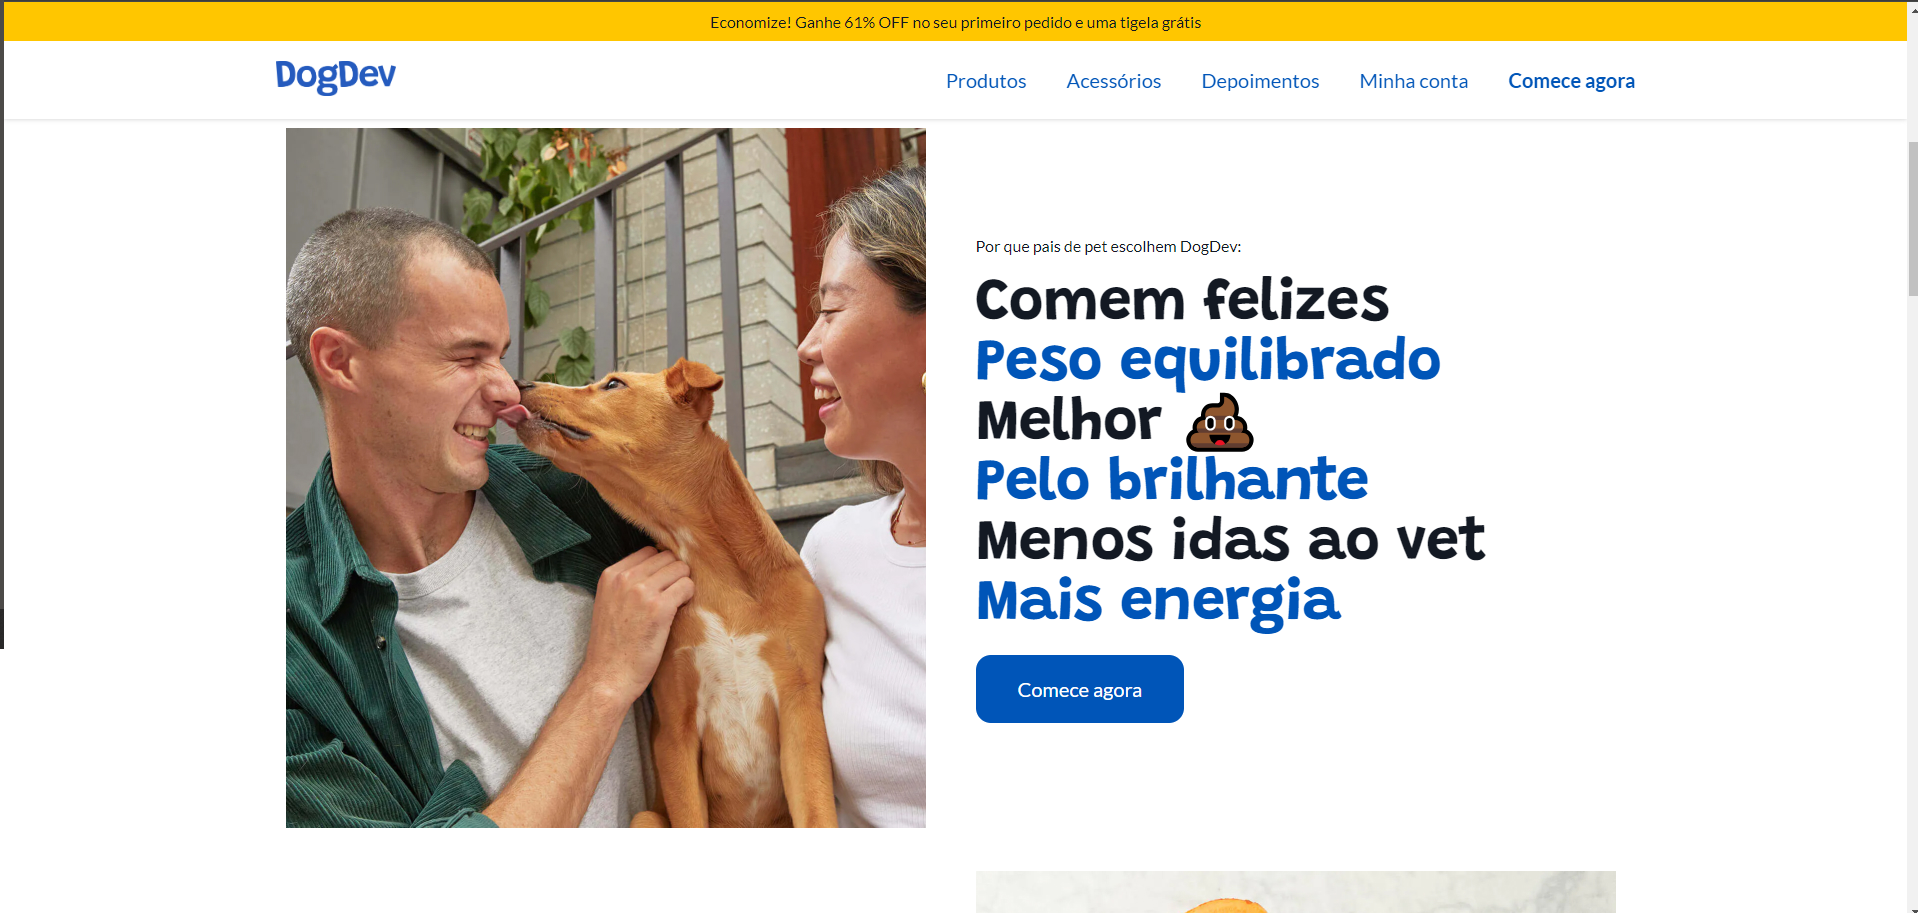 Economize! Ganhe 61% OFF no seu primeiro pedido e uma tigela grátis
DogDev
Produtos
Acessórios
Depoimentos
Minha conta
Comece agora
Por que pais de pet escolhem DogDev:
Comem felizes
Peso equilibrado
Melhor 💩
Pelo brilhante
Menos idas ao vet
Mais energia
Comece agora